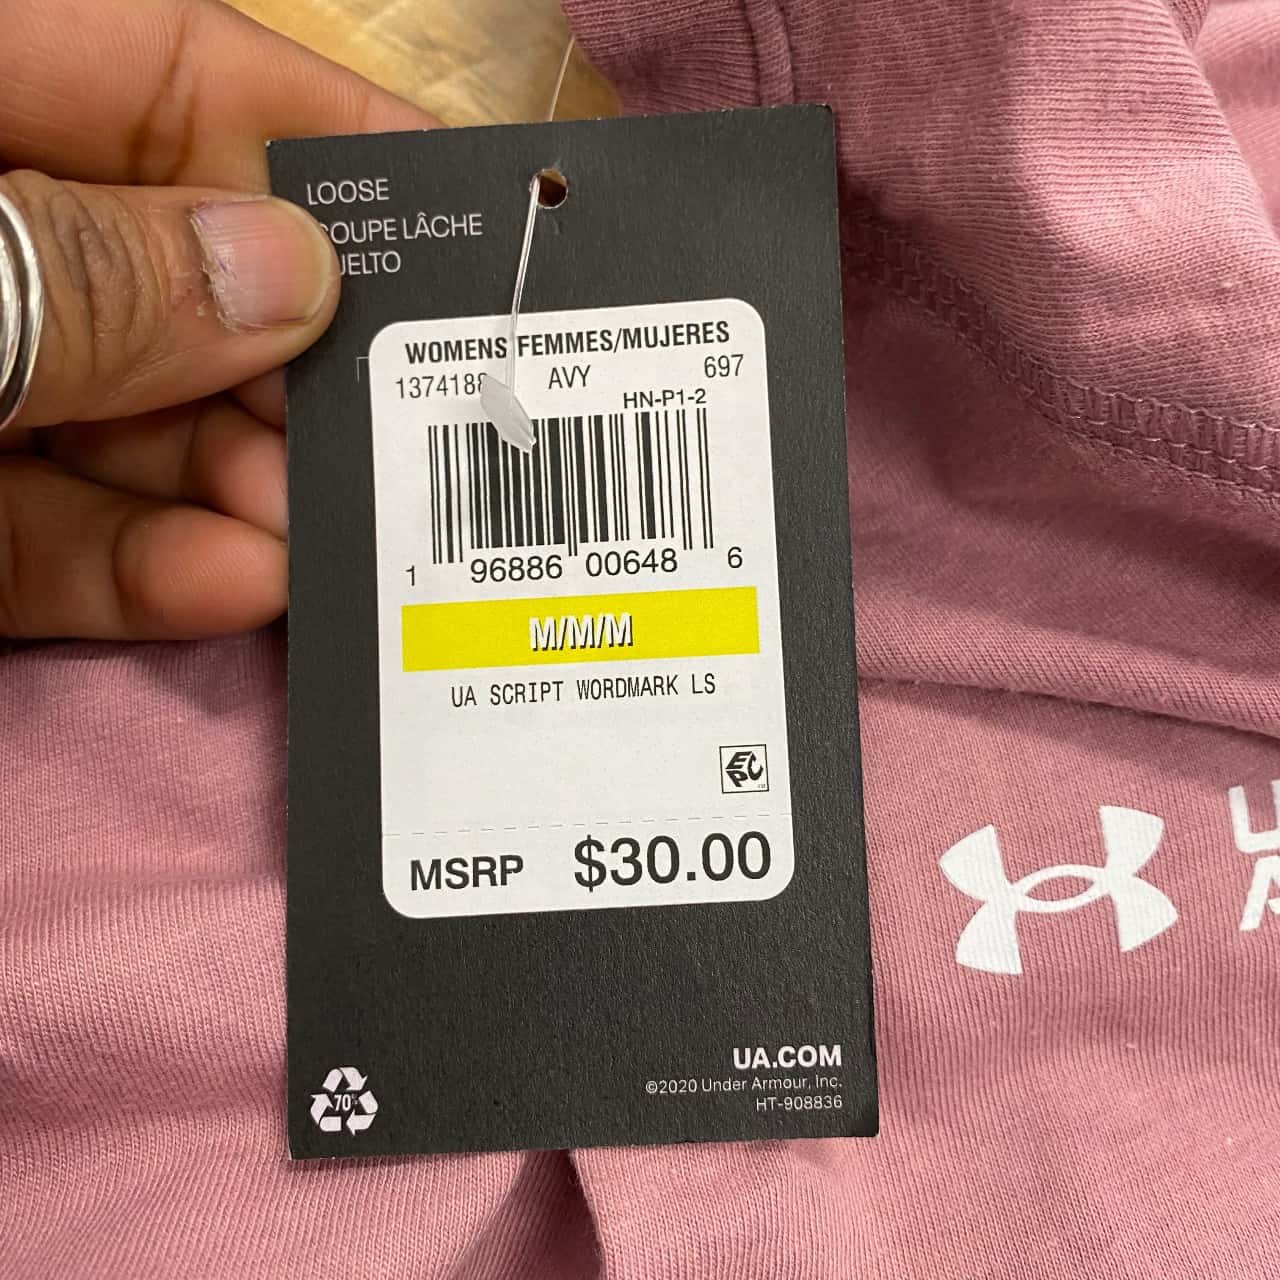 LOOSE
COUPE LÂCHE
WOMENS/FEMMES/MUJERES
AVY 697
HN-P1-2
1 96886 00648 6
M/M/M
UA SCRIPT WORDMARK LS
EPC
MSRP $30.00
70%
UA.COM
©2020 Under Armour, Inc.
HT-908836